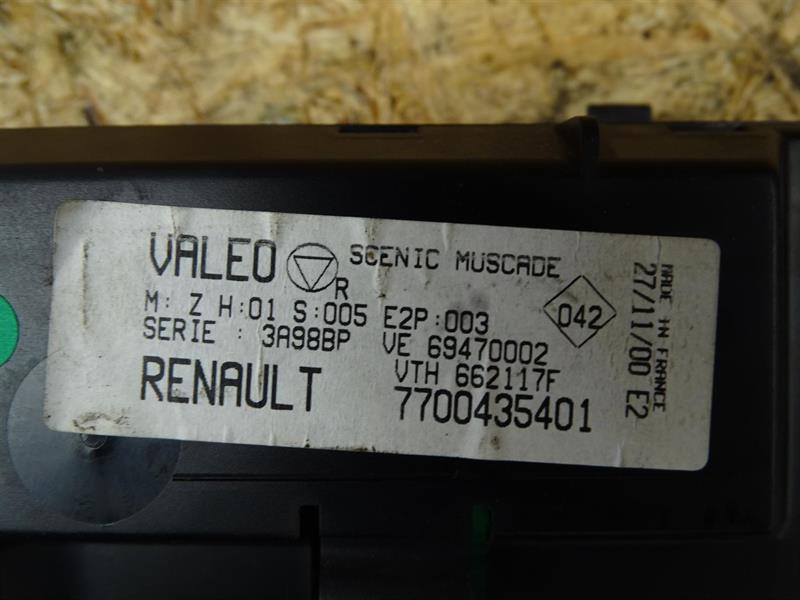 VALEO R SCENIC MUSCADE
M: Z H:01 S:005 E2P:003
042
SERIE : 3A98BP VE 69470002
VTH 662117F
RENAULT 7700435401
MADE IN FRANCE
27/11/00 E2